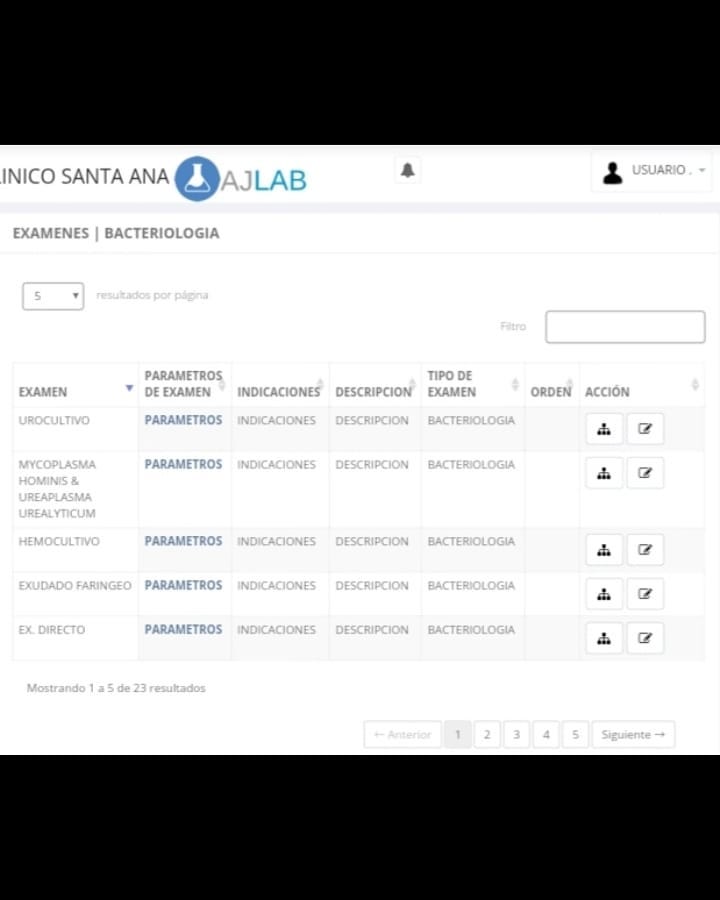 INICO SANTA ANA AJLAB USUARIO .
EXAMENES | BACTERIOLOGIA
5 resultados por página
Filtro
EXAMEN PARAMETROS DE EXAMEN INDICACIONES DESCRIPCION TIPO DE EXAMEN ORDEN ACCIÓN
UROCULTIVO PARAMETROS INDICACIONES DESCRIPCION BACTERIOLOGIA
MYCOPLASMA PARAMETROS INDICACIONES DESCRIPCION BACTERIOLOGIA
HOMINIS &
UREAPLASMA
UREALYTICUM
HEMOCULTIVO PARAMETROS INDICACIONES DESCRIPCION BACTERIOLOGIA
EXUDADO FARINGEO PARAMETROS INDICACIONES DESCRIPCION BACTERIOLOGIA
EX. DIRECTO PARAMETROS INDICACIONES DESCRIPCION BACTERIOLOGIA
Mostrando 1 a 5 de 23 resultados
← Anterior 1 2 3 4 5 Siguiente →